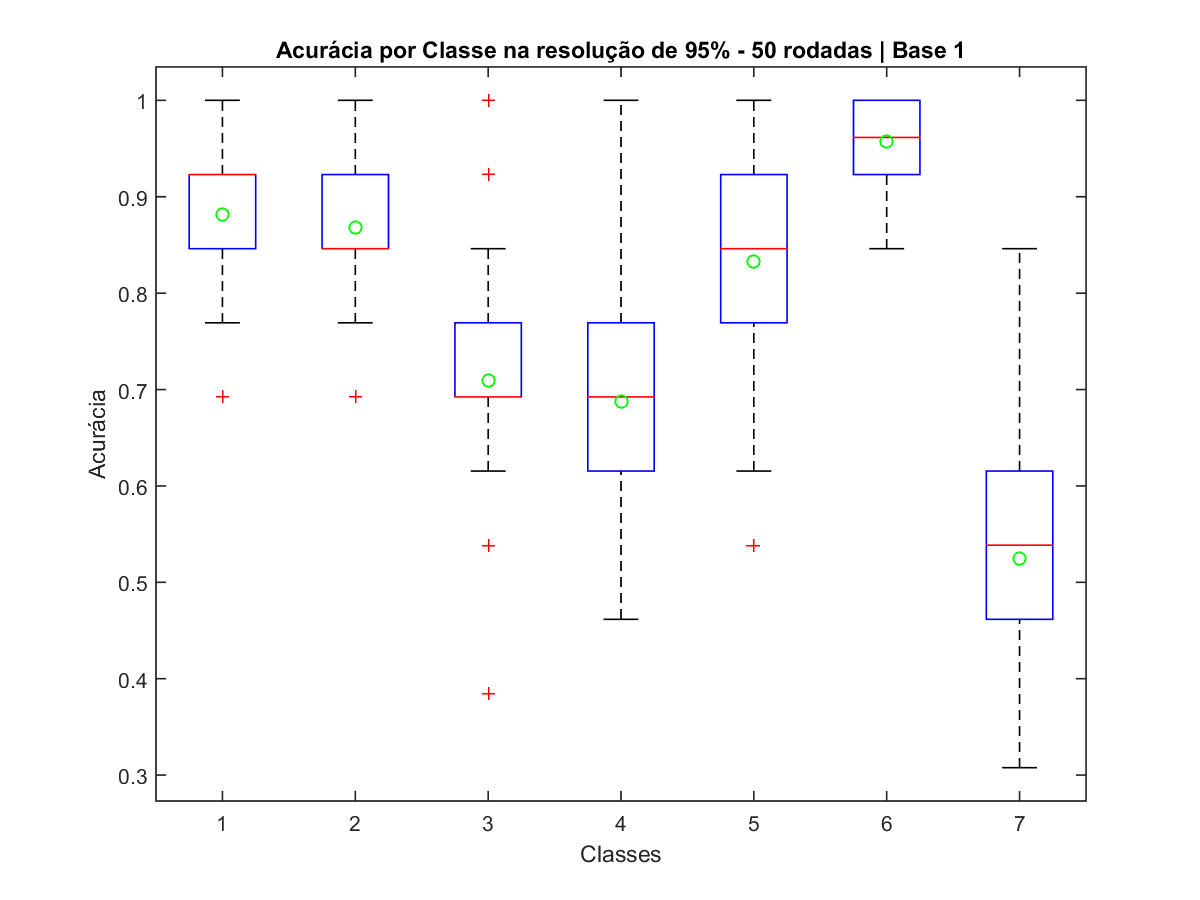 Acurácia por Classe na resolução de 95% - 50 rodadas | Base 1
1
0.9
0.8
0.7
0.6
0.5
0.4
0.3
Acurácia
1 2 3 4 5 6 7
Classes